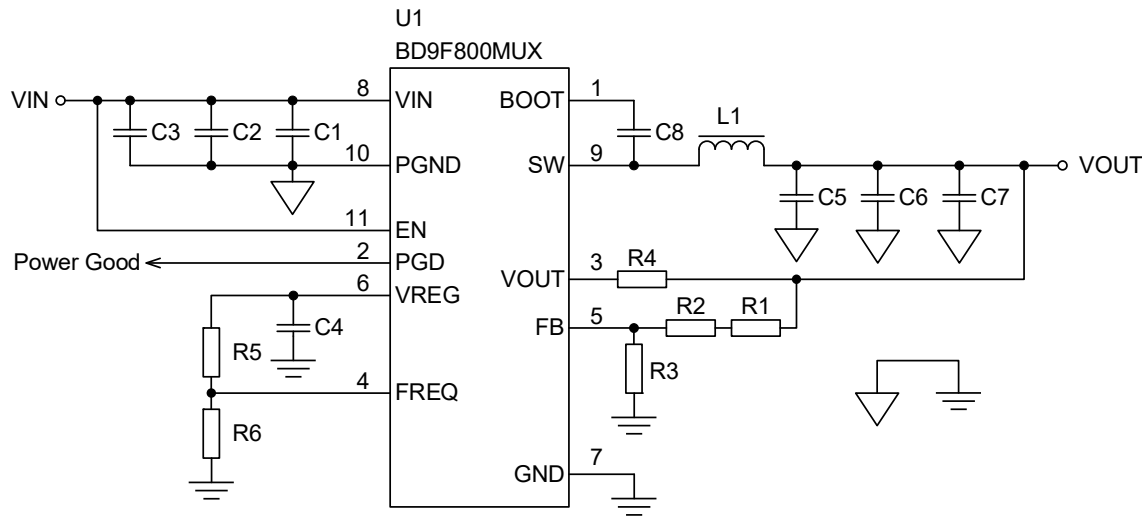 U1
BD9F800MUX
VIN
8
VIN
BOOT
1
C3
C2
C1
C8
L1
10
PGND
SW
9
VOUT
C5
C6
C7
11
EN
Power Good
2
PGD
VOUT
3
R4
6
VREG
FB
5
R2
R1
R5
C4
R3
4
FREQ
R6
GND
7